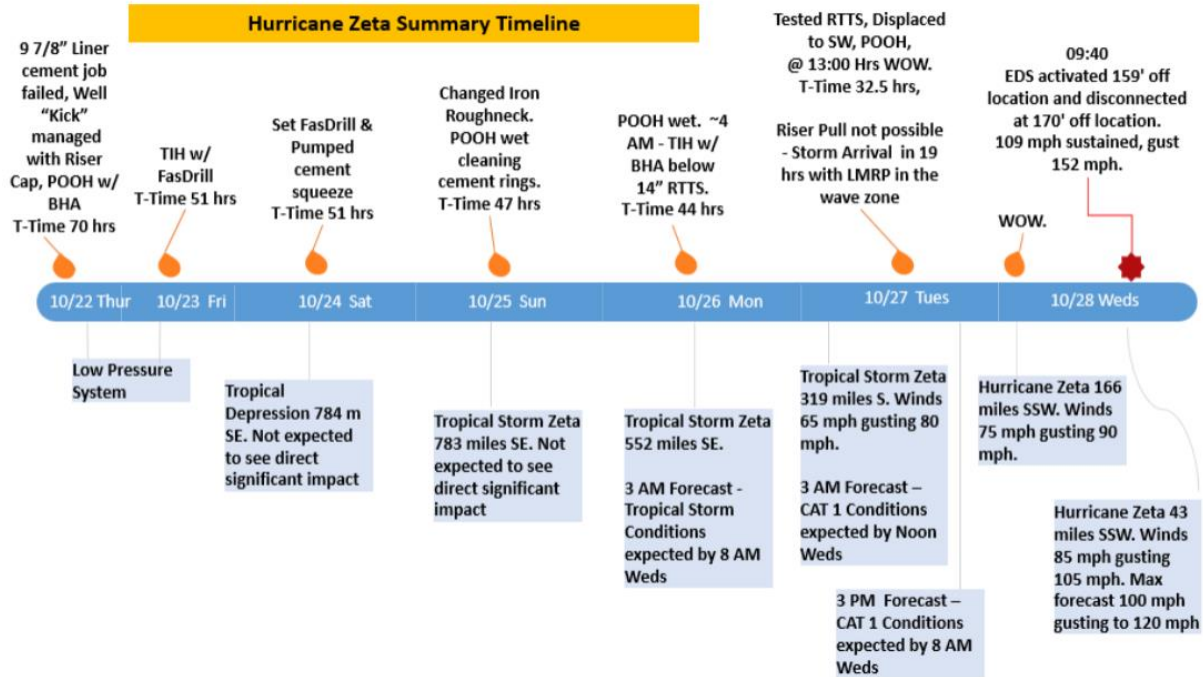 Hurricane Zeta Summary Timeline
9 7/8” Liner
cement job
failed, Well
“Kick”
managed
with Riser
Cap, POOH w/
BHA
T-Time 70 hrs
TIH w/
FasDrill
T-Time 51 hrs
Set FasDrill &
Pumped
cement
squeeze
T-Time 51 hrs
Changed Iron
Roughneck.
POOH wet
cleaning
cement rings.
T-Time 47 hrs
POOH wet. ~4
AM - TIH w/
BHA below
14” RTTS.
T-Time 44 hrs
Tested RTTS, Displaced
to SW, POOH,
@ 13:00 Hrs WOW.
T-Time 32.5 hrs,
Riser Pull not possible
- Storm Arrival in 19
hrs with LMRP in the
wave zone
WOW.
09:40
EDS activated 159' off
location and disconnected
at 170' off location.
109 mph sustained, gust
152 mph.
10/22 Thur
10/23 Fri
10/24 Sat
10/25 Sun
10/26 Mon
10/27 Tues
10/28 Weds
Low Pressure
System
Tropical
Depression 784 m
SE. Not expected
to see direct
significant impact
Tropical Storm Zeta
783 miles SE. Not
expected to see
direct significant
impact
Tropical Storm Zeta
552 miles SE.
3 AM Forecast -
Tropical Storm
Conditions
expected by 8 AM
Weds
Tropical Storm Zeta
319 miles S. Winds
65 mph gusting 80
mph.
3 AM Forecast –
CAT 1 Conditions
expected by Noon
Weds
3 PM Forecast –
CAT 1 Conditions
expected by 8 AM
Weds
Hurricane Zeta 166
miles SSW. Winds
75 mph gusting 90
mph.
Hurricane Zeta 43
miles SSW. Winds
85 mph gusting
105 mph. Max
forecast 100 mph
gusting to 120 mph